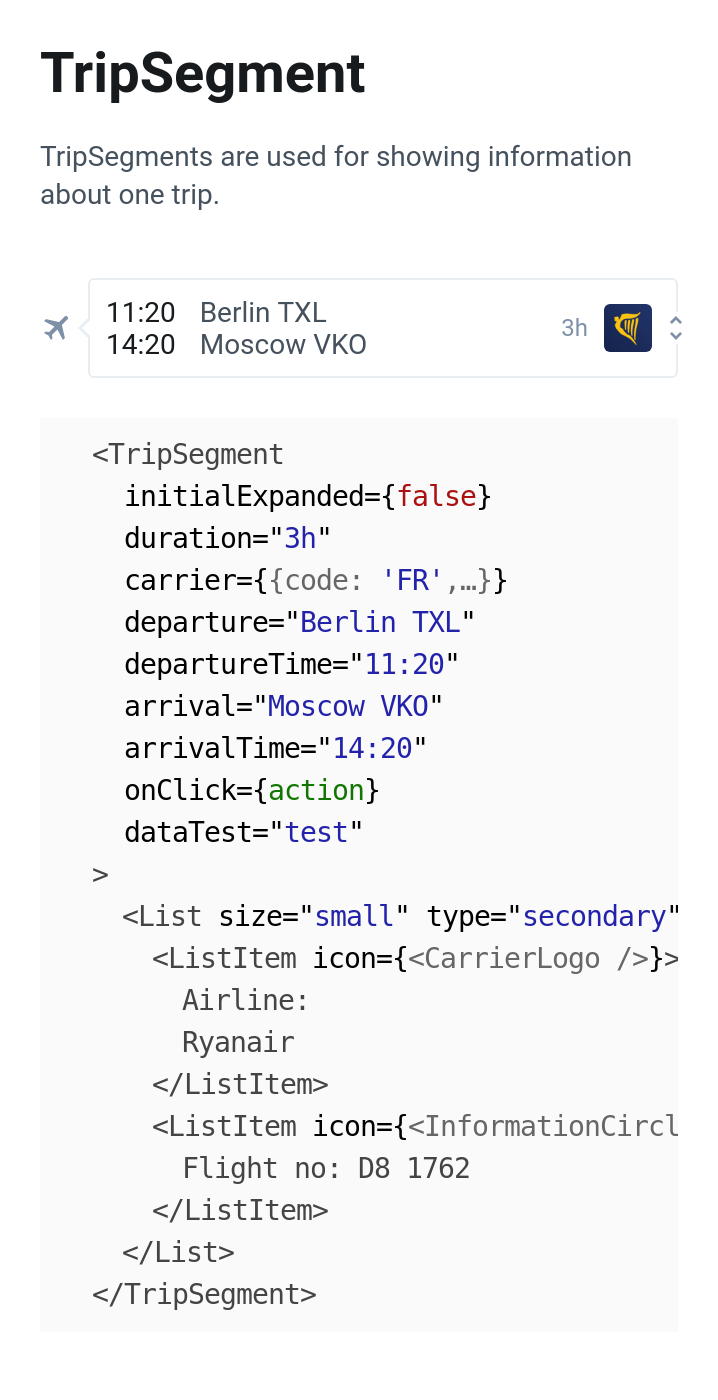 TripSegment
TripSegments are used for showing information
about one trip.
11:20 Berlin TXL
14:20 Moscow VKO
3h
<TripSegment
  initialExpanded={false}
  duration="3h"
  carrier={{code: 'FR',…}}
  departure="Berlin TXL"
  departureTime="11:20"
  arrival="Moscow VKO"
  arrivalTime="14:20"
  onClick={action}
  dataTest="test"
>
  <List size="small" type="secondary"
    <ListItem icon={<CarrierLogo />}>
      Airline:
      Ryanair
    </ListItem>
    <ListItem icon={<InformationCircl
      Flight no: D8 1762
    </ListItem>
  </List>
</TripSegment>